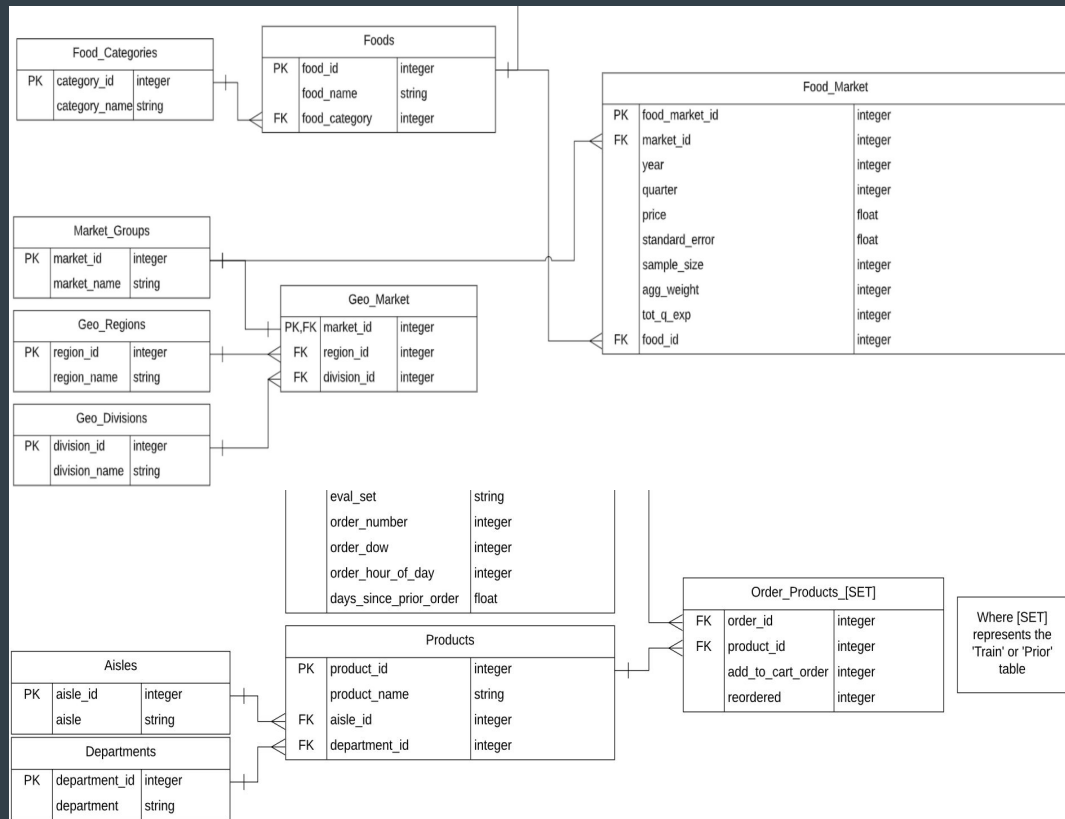 Food_Categories
PK category_id integer
category_name string
Foods
PK food_id integer
food_name string
FK food_category integer
Food_Market
PK food_market_id integer
FK market_id integer
year integer
quarter integer
price float
standard_error float
sample_size integer
agg_weight integer
tot_q_exp integer
FK food_id integer
Market_Groups
PK market_id integer
market_name string
Geo_Market
PK,FK market_id integer
FK region_id integer
FK division_id integer
Geo_Regions
PK region_id integer
region_name string
Geo_Divisions
PK division_id integer
division_name string
eval_set string
order_number integer
order_dow integer
order_hour_of_day integer
days_since_prior_order float
Order_Products_[SET]
FK order_id integer
FK product_id integer
add_to_cart_order integer
reordered integer
Where [SET]
represents the
'Train' or 'Prior'
table
Products
PK product_id integer
product_name string
FK aisle_id integer
FK department_id integer
Aisles
PK aisle_id integer
aisle string
Departments
PK department_id integer
department string